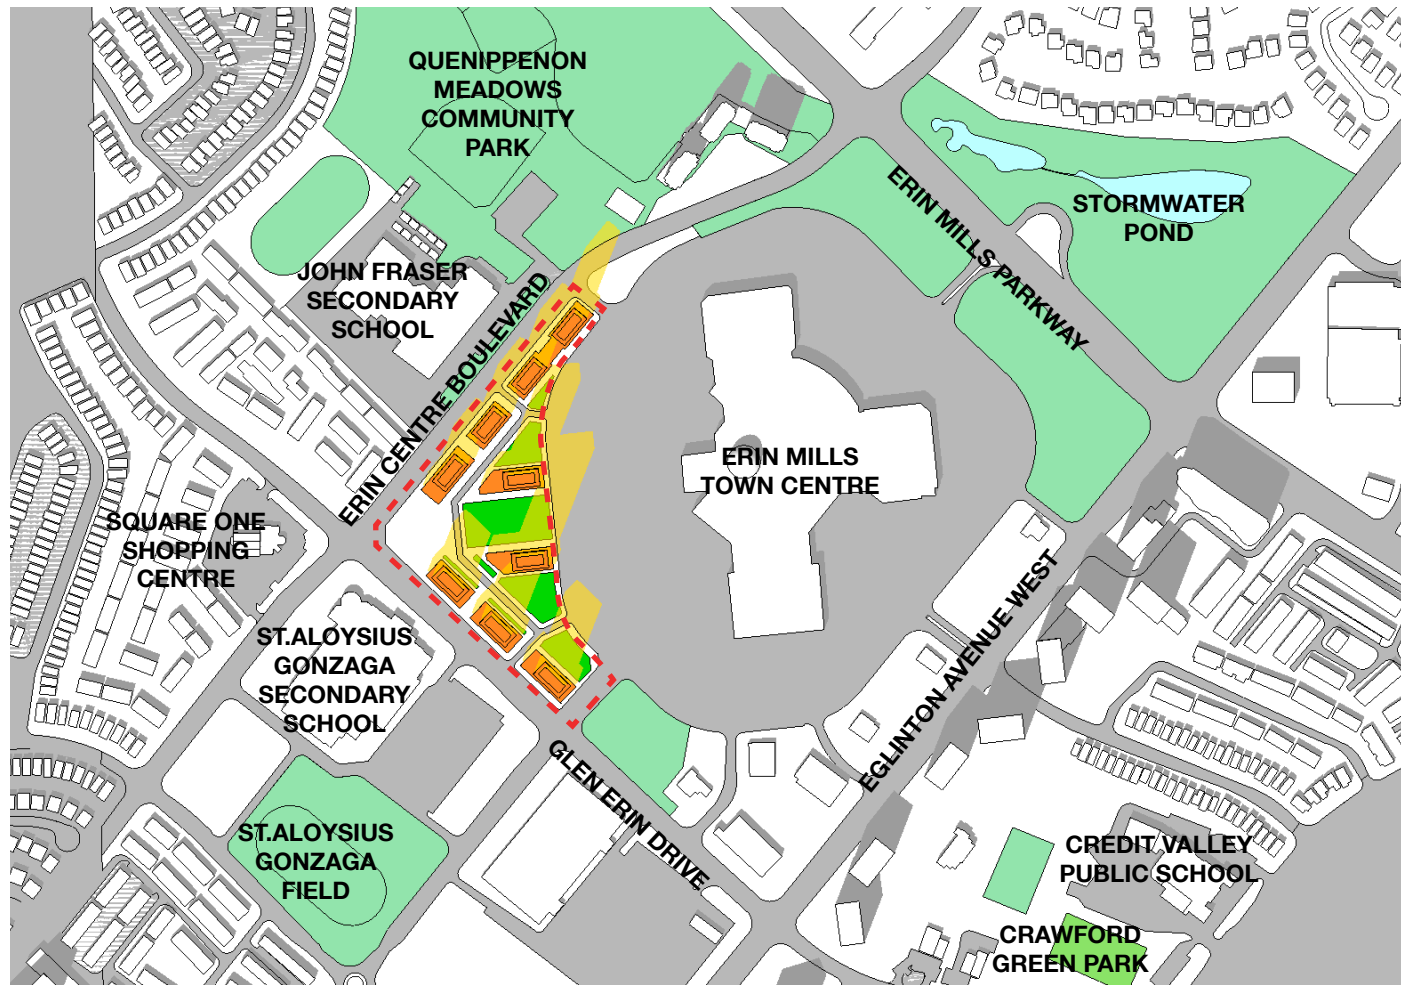 QUENIPPENON
MEADOWS
COMMUNITY
PARK
ERIN MILLS PARKWAY
STORMWATER
POND
JOHN FRASER
SECONDARY
SCHOOL
ERIN CENTRE BOULEVARD
ERIN MILLS
TOWN CENTRE
SQUARE ONE
SHOPPING
CENTRE
EGLINTON AVENUE WEST
ST.ALOYSIUS
GONZAGA
SECONDARY
SCHOOL
GLEN ERIN DRIVE
ST.ALOYSIUS
GONZAGA
FIELD
CREDIT VALLEY
PUBLIC SCHOOL
CRAWFORD
GREEN PARK